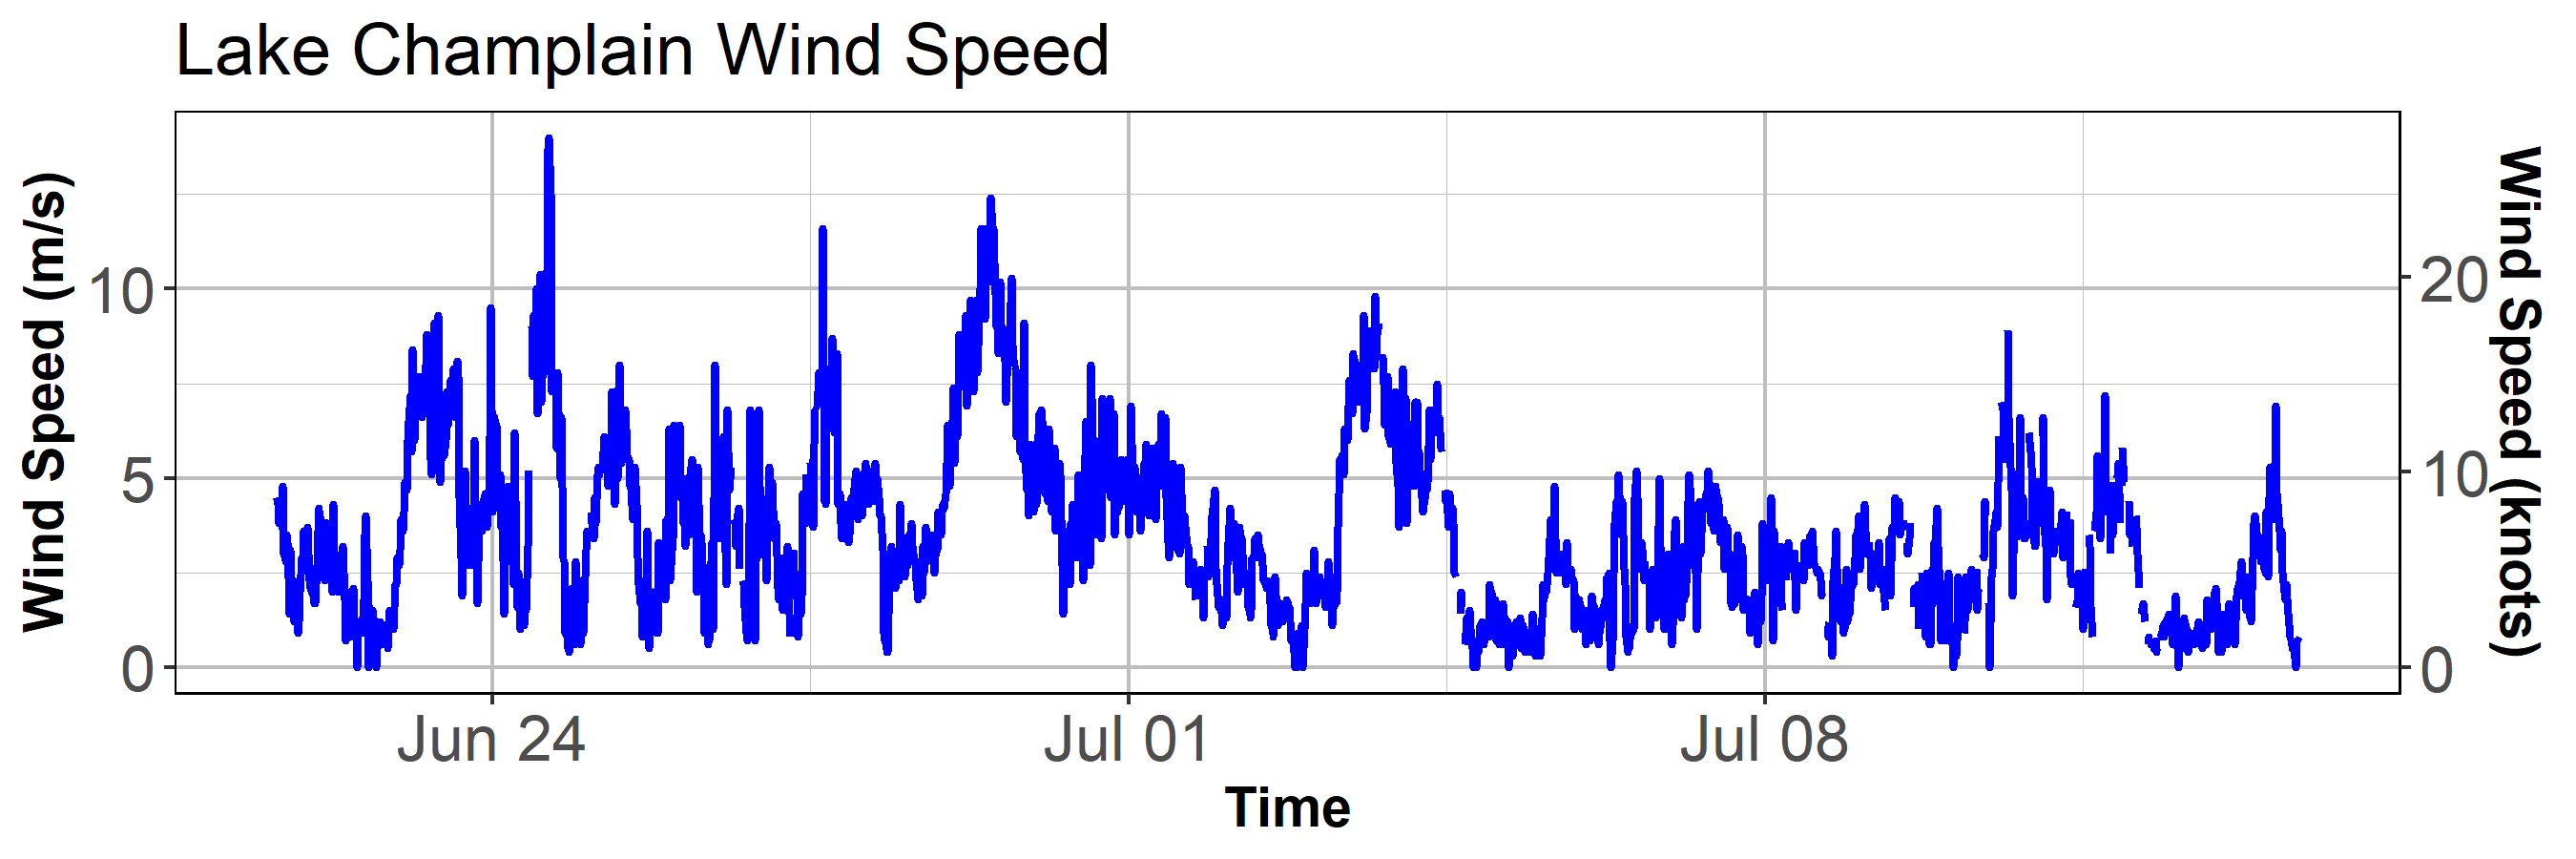 Lake Champlain Wind Speed
Wind Speed (m/s)
10
5
0
20
10
0
Wind Speed (knots)
Jun 24
Jul 01
Jul 08
Time